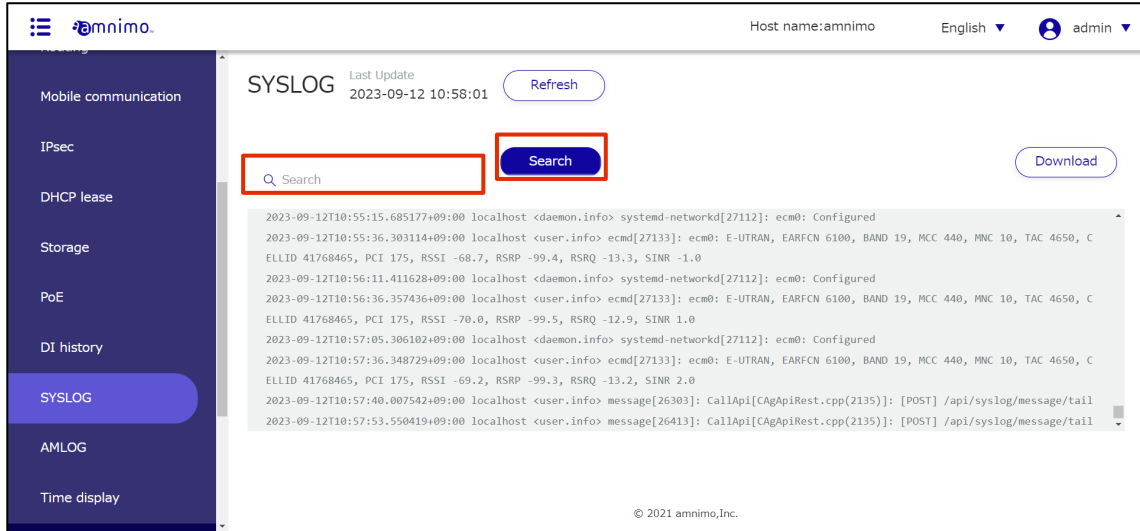 amnimo
Host name:amnimo
English ▼
admin ▼
Mobile communication
IPsec
DHCP lease
Storage
PoE
DI history
SYSLOG
AMLOG
Time display
SYSLOG
Last Update
2023-09-12 10:58:01
Refresh
Search
Search
Download
2023-09-12T10:55:15.685177+09:00 localhost <daemon.info> systemd-networkd[27112]: ecm0: Configured
2023-09-12T10:55:36.303114+09:00 localhost <user.info> ecmd[27133]: ecm0: E-UTRAN, EARFCN 6100, BAND 19, MCC 440, MNC 10, TAC 4650, C
ELLID 41768465, PCI 175, RSSI -68.7, RSRP -99.4, RSRQ -13.3, SINR -1.0
2023-09-12T10:56:11.411628+09:00 localhost <daemon.info> systemd-networkd[27112]: ecm0: Configured
2023-09-12T10:56:36.357436+09:00 localhost <user.info> ecmd[27133]: ecm0: E-UTRAN, EARFCN 6100, BAND 19, MCC 440, MNC 10, TAC 4650, C
ELLID 41768465, PCI 175, RSSI -70.0, RSRP -99.5, RSRQ -12.9, SINR 1.0
2023-09-12T10:57:05.306102+09:00 localhost <daemon.info> systemd-networkd[27112]: ecm0: Configured
2023-09-12T10:57:36.348729+09:00 localhost <user.info> ecmd[27133]: ecm0: E-UTRAN, EARFCN 6100, BAND 19, MCC 440, MNC 10, TAC 4650, C
ELLID 41768465, PCI 175, RSSI -69.2, RSRP -99.3, RSRQ -13.2, SINR 2.0
2023-09-12T10:57:40.007542+09:00 localhost <user.info> message[26303]: CallApi[CAgApiRest.cpp(2135)]: [POST] /api/syslog/message/tail
2023-09-12T10:57:53.550419+09:00 localhost <user.info> message[26413]: CallApi[CAgApiRest.cpp(2135)]: [POST] /api/syslog/message/tail
© 2021 amnimo,Inc.